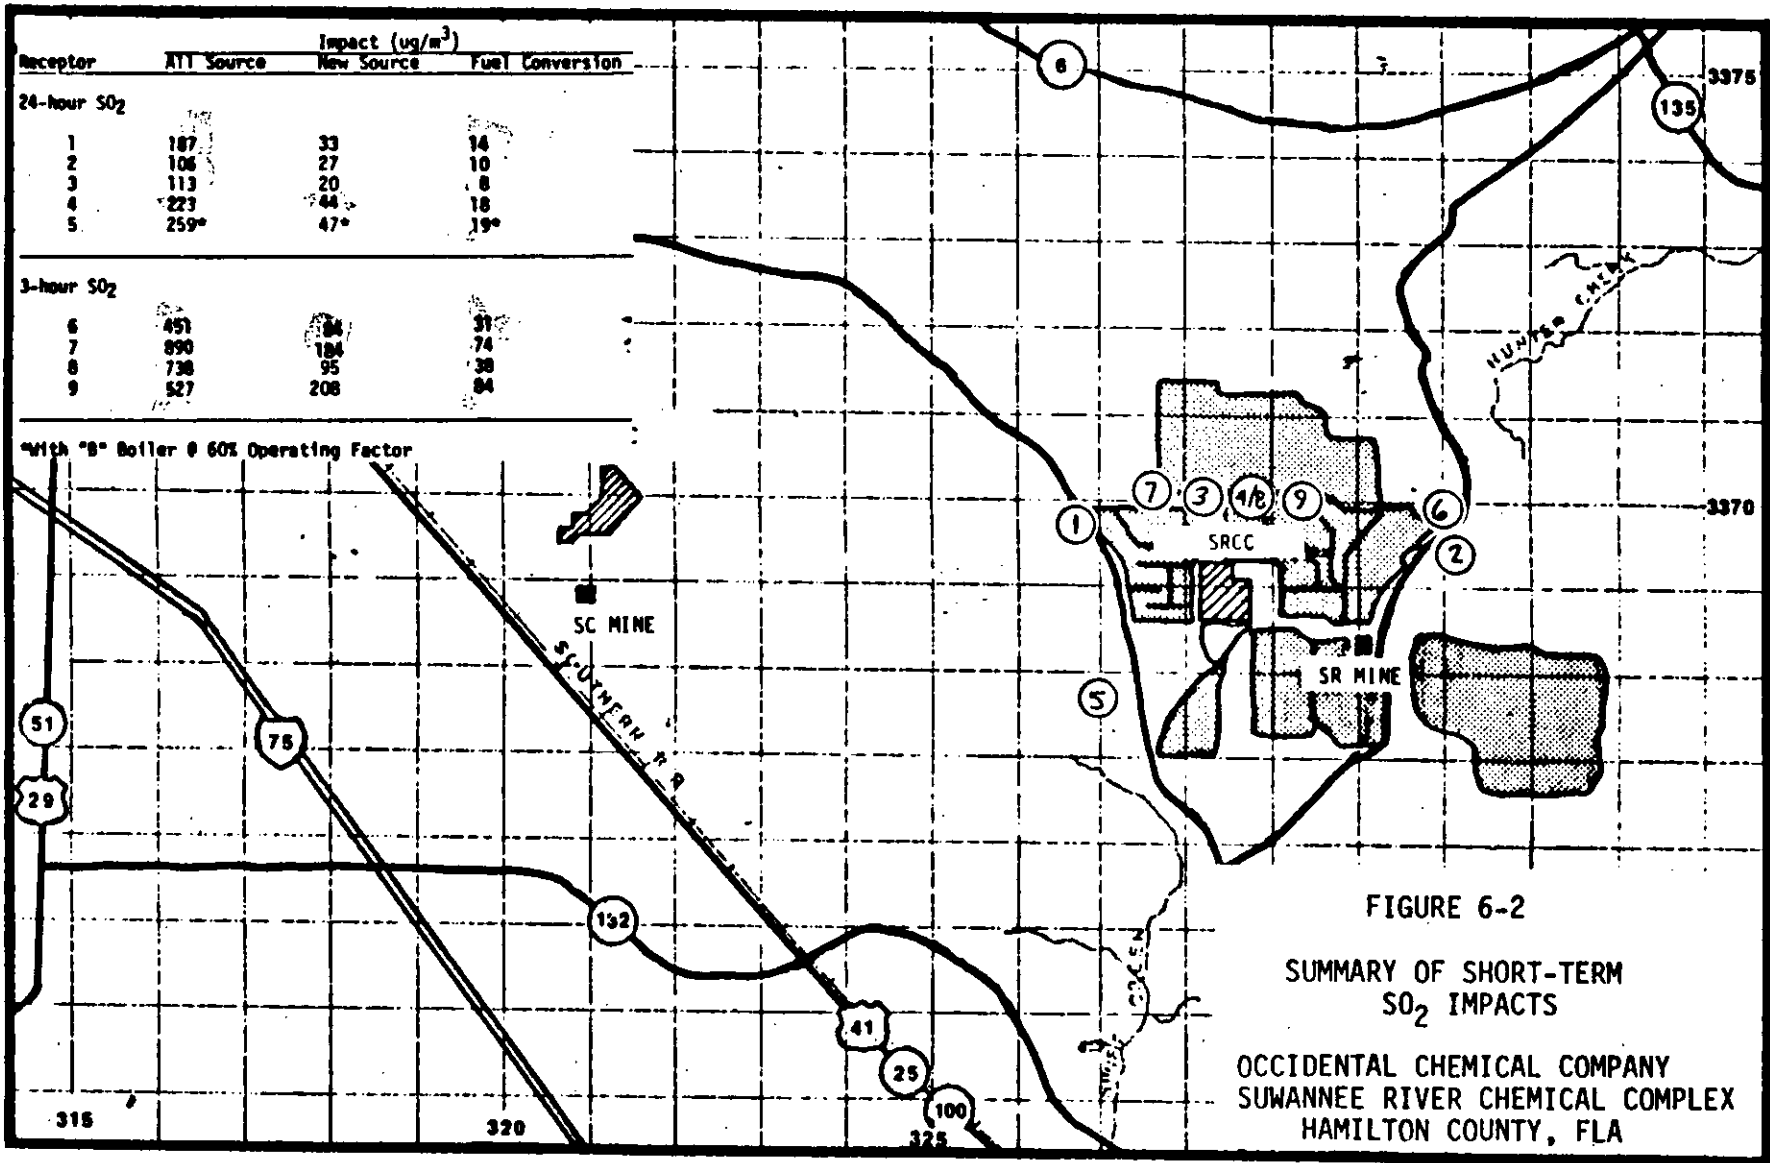 Impact (ug/m3)
Receptor All Source New Source Fuel Conversion
24-hour SO2
1 187 33 14
2 106 27 10
3 113 20 8
4 223 44 18
5 259* 47* 19*
3-hour SO2
6 451 84 31
7 890 184 74
8 738 95 38
9 527 208 84
*With "B" Boiler @ 60% Operating Factor
6
135
3375
HUNTER CREEK
7 3 4/8 9 6
1
3370
SRCC
2
SC MINE
SOUTHERN R R
SR MINE
5
51
75
29
132
FIGURE 6-2
SUMMARY OF SHORT-TERM
SO2 IMPACTS
CREEK
41
25
100
OCCIDENTAL CHEMICAL COMPANY
SUWANNEE RIVER CHEMICAL COMPLEX
HAMILTON COUNTY, FLA
315 320 325